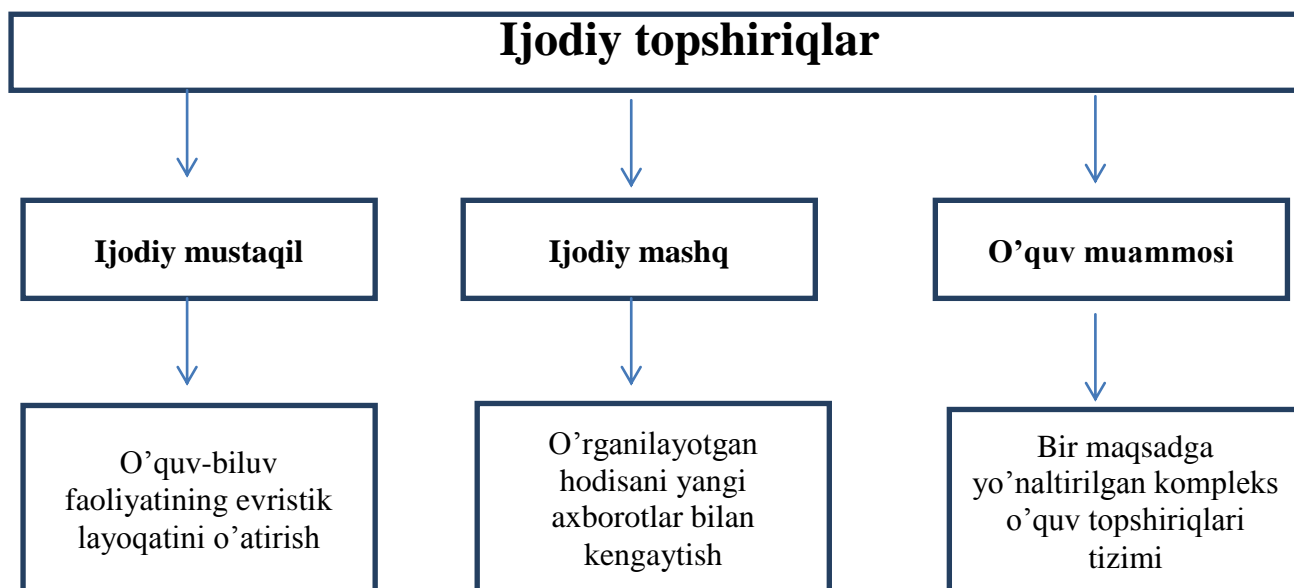 Ijodiy topshiriqlar
Ijodiy mustaqil
Ijodiy mashq
O’quv muammosi
O’quv-biluv
faoliyatining evristik
layoqatini o’atirish
O’rganilayotgan
hodisani yangi
axborotlar bilan
kengaytish
Bir maqsadga
yo’naltirilgan kompleks
o’quv topshiriqlari
tizimi